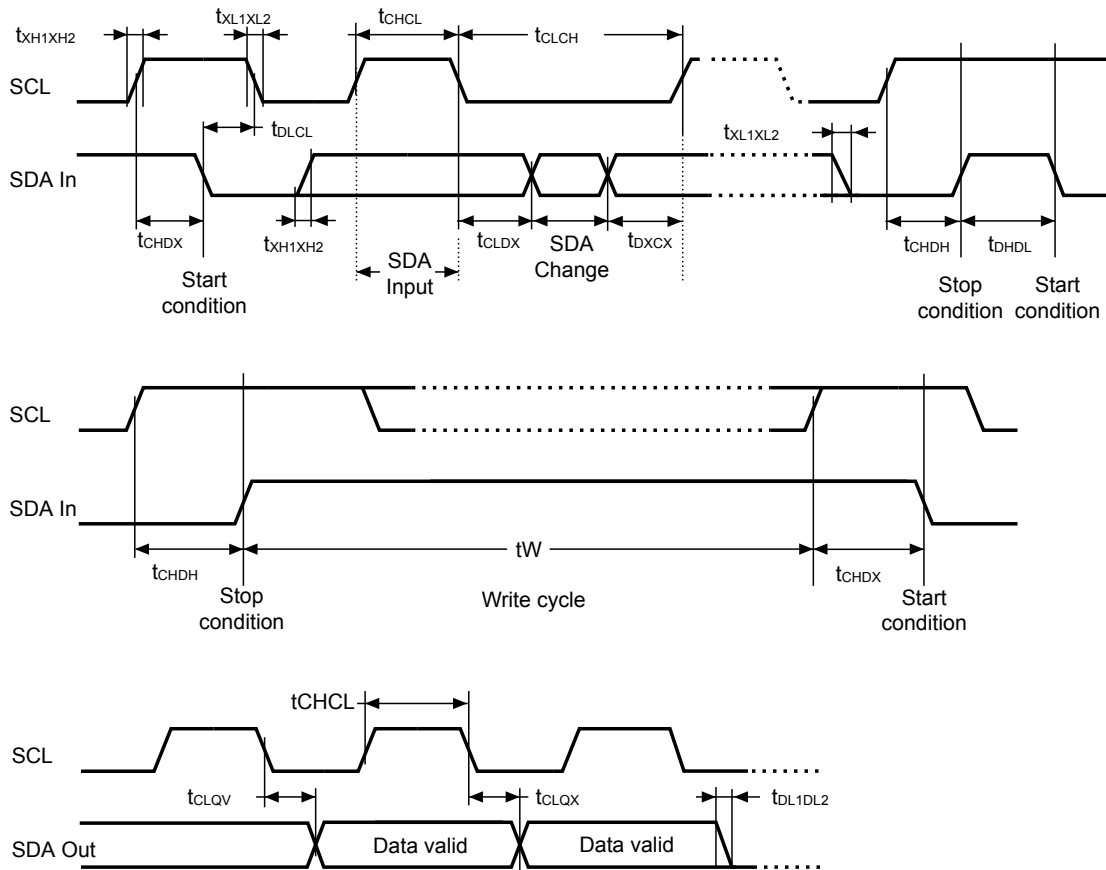 tXH1XH2
tXL1XL2
tCHCL
tCLCH
SCL
tDLCL
tXL1XL2
SDA In
tCHDX
tXH1XH2
tCLDX
SDA
Change
tDXCX
tCHDH
tDHDL
Start
condition
SDA
Input
Stop
condition
Start
condition
SCL
SDA In
tCHDH
tW
tCHDX
Stop
condition
Write cycle
Start
condition
tCHCL
SCL
tCLQV
tCLQX
tDL1DL2
SDA Out
Data valid
Data valid